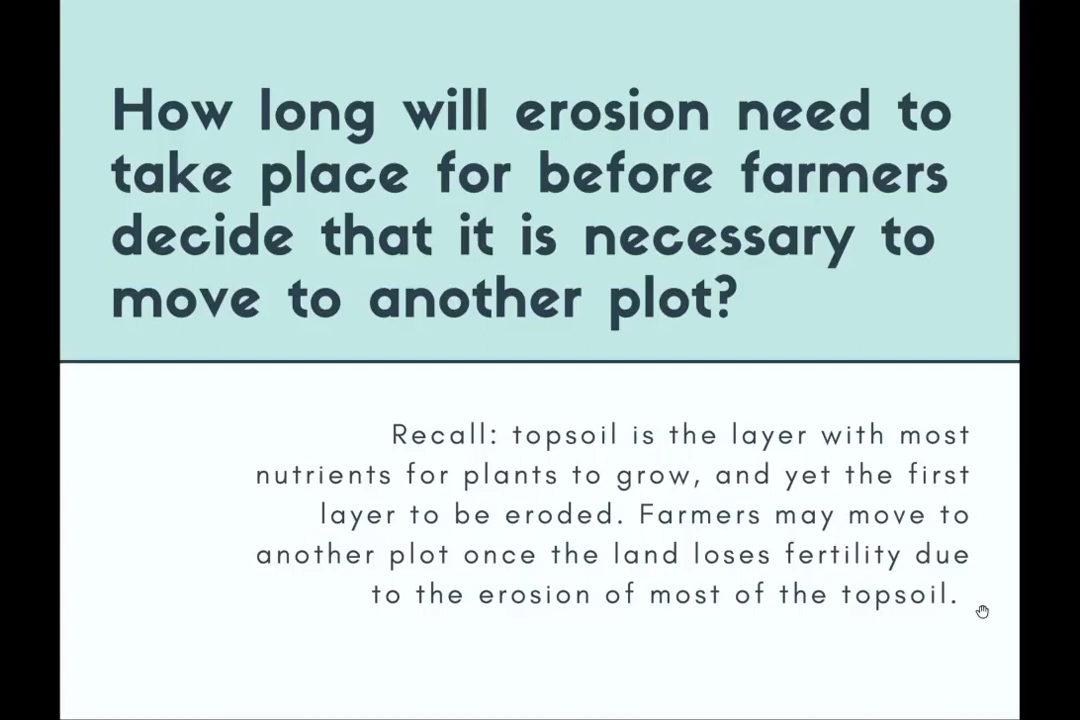 How long will erosion need to
take place for before farmers
decide that it is necessary to
move to another plot?
Recall: topsoil is the layer with most
nutrients for plants to grow, and yet the first
layer to be eroded. Farmers may move to
another plot once the land loses fertility due
to the erosion of most of the topsoil.